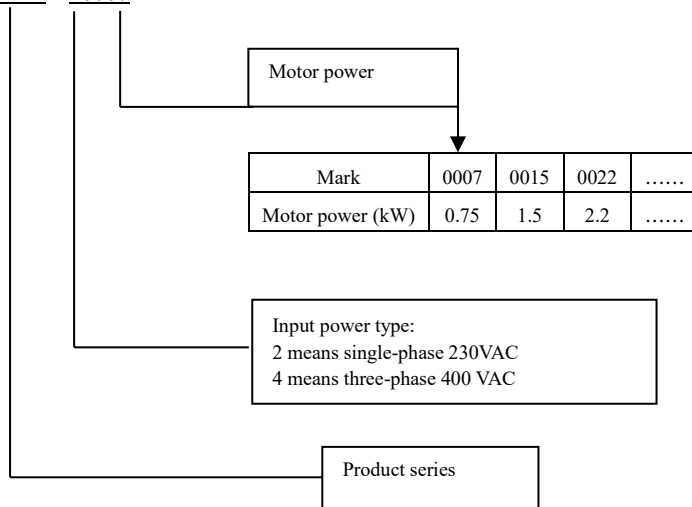 Motor power
Mark 0007 0015 0022 ……
Motor power (kW) 0.75 1.5 2.2 ……
Input power type:
2 means single-phase 230VAC
4 means three-phase 400 VAC
Product series